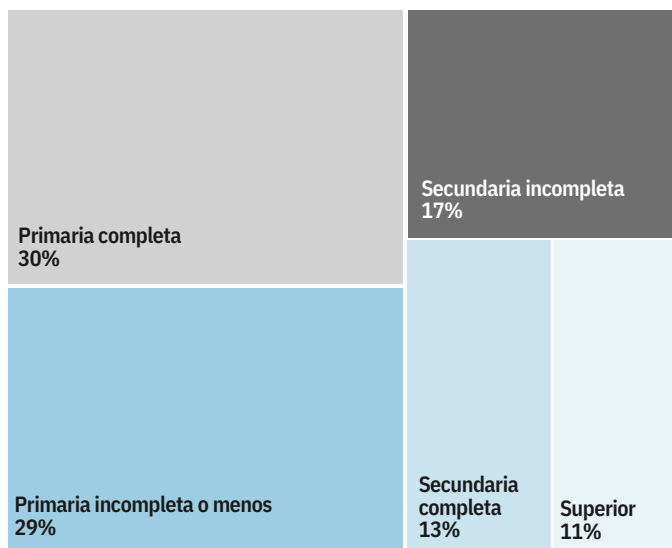 Primaria completa
30%
Secundaria incompleta
17%
Primaria incompleta o menos
29%
Secundaria
completa
13%
Superior
11%